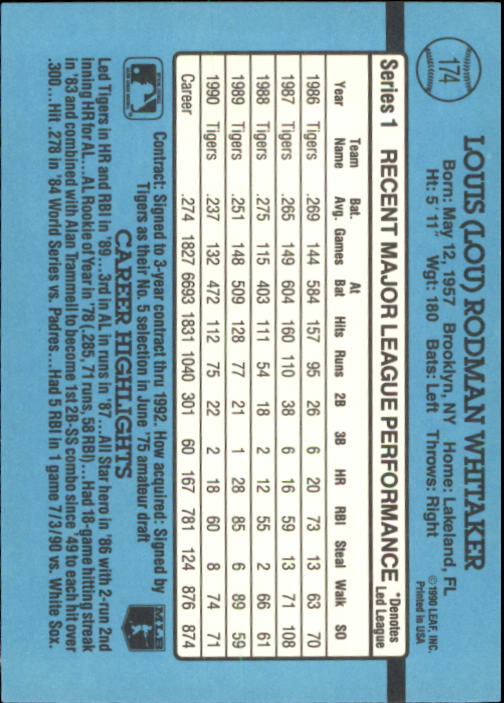 174
LOUIS (LOU) RODMAN WHITAKER
Born: May 12, 1957 Brooklyn, NY Home: Lakeland, FL
Ht: 5' 11" Wgt: 180 Bats: Left Throws: Right
©1990 LEAF, INC.
Printed in USA
Series 1 RECENT MAJOR LEAGUE PERFORMANCE *Denotes Led League
Year Team Name Bat. Avg. Games At Bat Hits Runs 2B 3B HR RBI Steal Walk SO
1986 Tigers .269 144 584 157 95 26 6 20 73 13 63 70
1987 Tigers .265 149 604 160 110 38 6 16 59 13 71 108
1988 Tigers .275 115 403 111 54 18 2 12 55 2 66 61
1989 Tigers .251 148 509 128 77 21 1 28 85 6 89 59
1990 Tigers .237 132 472 112 75 22 2 18 60 8 74 71
Career .274 1827 6693 1831 1040 301 60 167 781 124 876 874
Contract: Signed to 3-year contract thru 1992. How acquired: Signed by
Tigers as their No. 5 selection in June '75 amateur draft
MLB
CAREER HIGHLIGHTS
Led Tigers in HR and RBI in '89...3rd in AL in runs in '87...All Star hero in '86 with 2-run 2nd
inning HR for AL...AL Rookie of Year in '78 (.285, 71 runs, 58 RBI)...Had 18-game hitting streak
in '83 and combined with Alan Trammell to become 1st 2B-SS combo since '49 to each hit over
.300...Hit .278 in '84 World Series vs. Padres...Had 5 RBI in 1 game 7/3/90 vs. White Sox.